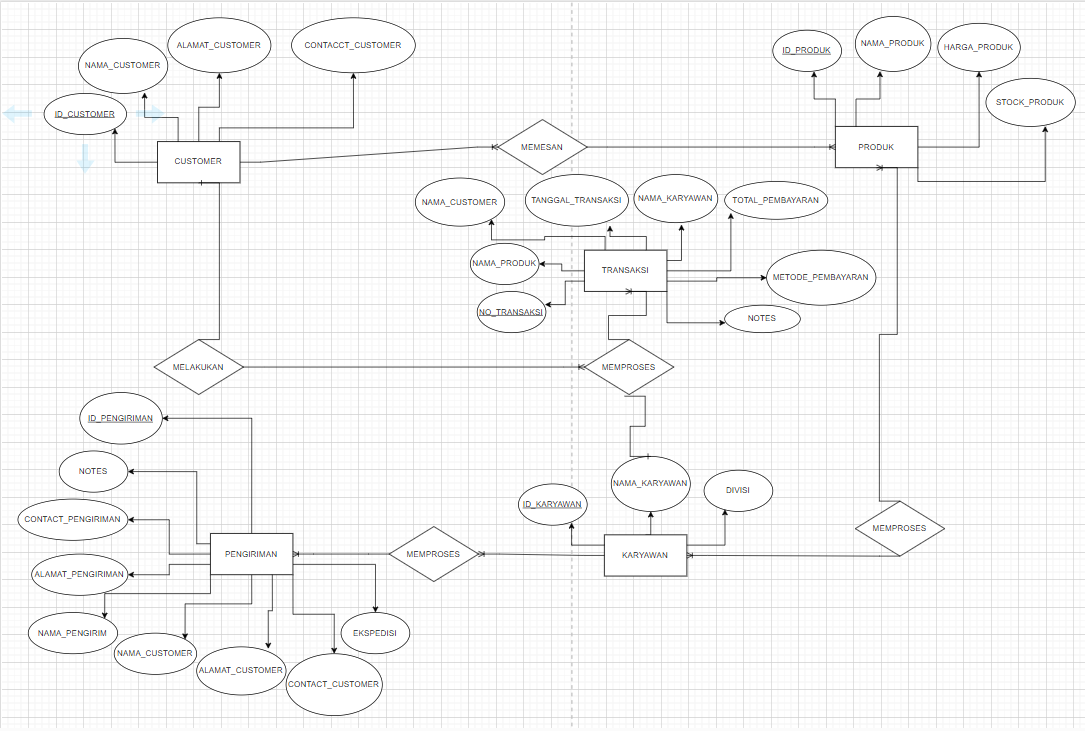 ALAMAT_CUSTOMER
CONTACCT_CUSTOMER
NAMA_CUSTOMER
ID_CUSTOMER
CUSTOMER
MEMESAN
ID_PRODUK
NAMA_PRODUK
HARGA_PRODUK
STOCK_PRODUK
PRODUK
NAMA_CUSTOMER
TANGGAL_TRANSAKSI
NAMA_KARYAWAN
TOTAL_PEMBAYARAN
NAMA_PRODUK
TRANSAKSI
METODE_PEMBAYARAN
NO_TRANSAKSI
NOTES
MELAKUKAN
MEMPROSES
ID_PENGIRIMAN
NOTES
CONTACT_PENGIRIMAN
PENGIRIMAN
MEMPROSES
ID_KARYAWAN
NAMA_KARYAWAN
DIVISI
KARYAWAN
MEMPROSES
ALAMAT_PENGIRIMAN
NAMA_PENGIRIM
NAMA_CUSTOMER
ALAMAT_CUSTOMER
CONTACT_CUSTOMER
EKSPEDISI